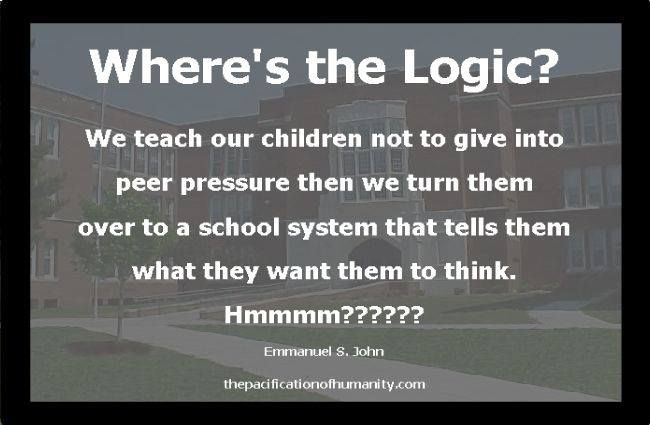 Where's the Logic?
We teach our children not to give into
peer pressure then we turn them
over to a school system that tells them
what they want them to think.
Hmmmm??????
Emmanuel S. John
thepacificationofhumanity.com